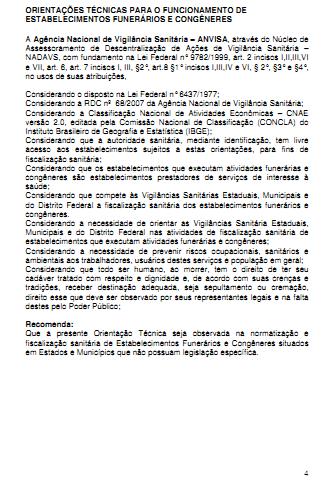 ORIENTAÇÕES TÉCNICAS PARA O FUNCIONAMENTO DE
ESTABELECIMENTOS FUNERÁRIOS E CONGÊNERES
A Agência Nacional de Vigilância Sanitária – ANVISA, através do Núcleo de
Assessoramento de Descentralização de Ações de Vigilância Sanitária –
NADAVS, com fundamento na Lei Federal nº 9782/1999, art. 2 incisos I,II,III,VI
e VII, art. 6, art. 7 incisos I, III, §2°, art.8 §1° incisos I,III,IV e VI, § 2°, §3° e §4°,
no usos de suas atribuições,
Considerando o disposto na Lei Federal n° 6437/1977;
Considerando a RDC nº 68/2007 da Agência Nacional de Vigilância Sanitária;
Considerando a Classificação Nacional de Atividades Econômicas – CNAE
versão 2.0, editada pela Comissão Nacional de Classificação (CONCLA) do
Instituto Brasileiro de Geografia e Estatística (IBGE);
Considerando que a autoridade sanitária, mediante identificação, tem livre
acesso aos estabelecimentos sujeitos a estas orientações, para fins de
fiscalização sanitária;
Considerando que os estabelecimentos que executam atividades funerárias e
congêneres são estabelecimentos prestadores de serviços de interesse à
saúde;
Considerando que compete às Vigilâncias Sanitárias Estaduais, Municipais e
do Distrito Federal a fiscalização sanitária dos estabelecimentos funerários e
congêneres.
Considerando a necessidade de orientar as Vigilâncias Sanitária Estaduais,
Municipais e do Distrito Federal nas atividades de fiscalização sanitária de
estabelecimentos que executam atividades funerárias e congêneres;
Considerando a necessidade de prevenir riscos ocupacionais, sanitários e
ambientais aos trabalhadores, usuários destes serviços e população em geral;
Considerando que todo ser humano, ao morrer, tem o direito de ter seu
cadáver tratado com respeito e dignidade e, de acordo com suas crenças e
tradições, receber destinação adequada, seja sepultamento ou cremação,
direito esse que deve ser observado por seus representantes legais e na falta
destes pelo Poder Público;
Recomenda:
Que a presente Orientação Técnica seja observada na normatização e
fiscalização sanitária de Estabelecimentos Funerários e Congêneres situados
em Estados e Municípios que não possuam legislação específica.
4